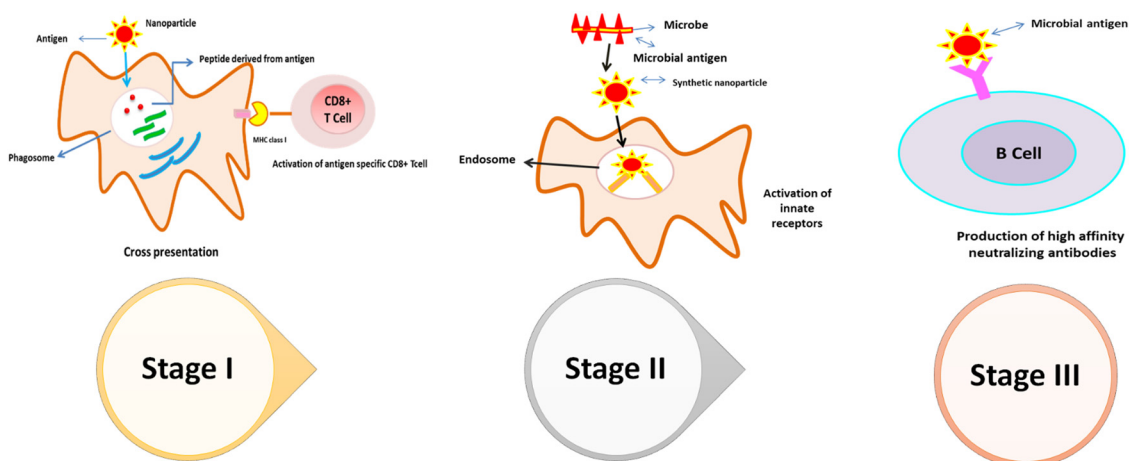 Nanoparticle
Antigen
Peptide derived from antigen
CD8+
T Cell
MHC class I
Phagosome
Activation of antigen specific CD8+ Tcell
Cross presentation
Stage I
Microbe
Microbial antigen
Synthetic nanoparticle
Endosome
Activation of
innate
receptors
Stage II
Microbial antigen
B Cell
Production of high affinity
neutralizing antibodies
Stage III